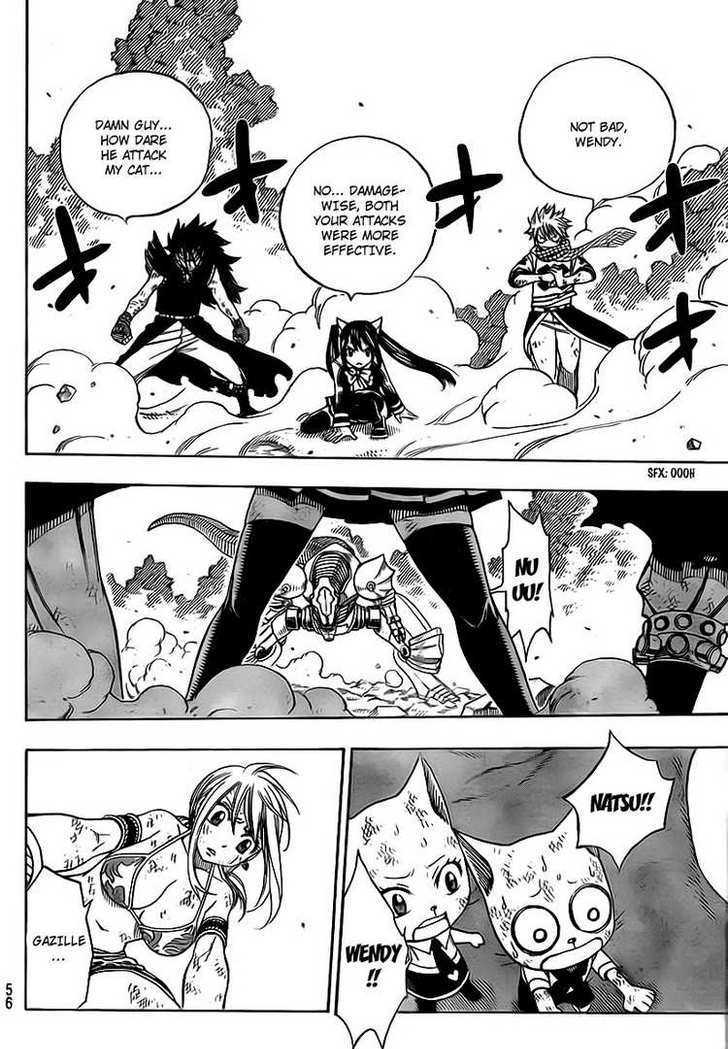 DAMN GUY...
HOW DARE
HE ATTACK
MY CAT...
NO... DAMAGE-
WISE, BOTH
YOUR ATTACKS
WERE MORE
EFFECTIVE.
NOT BAD,
WENDY.
SFX: OOOH
NU
UU!
GAZILLE
...
NATSU!!
WENDY
!!
56